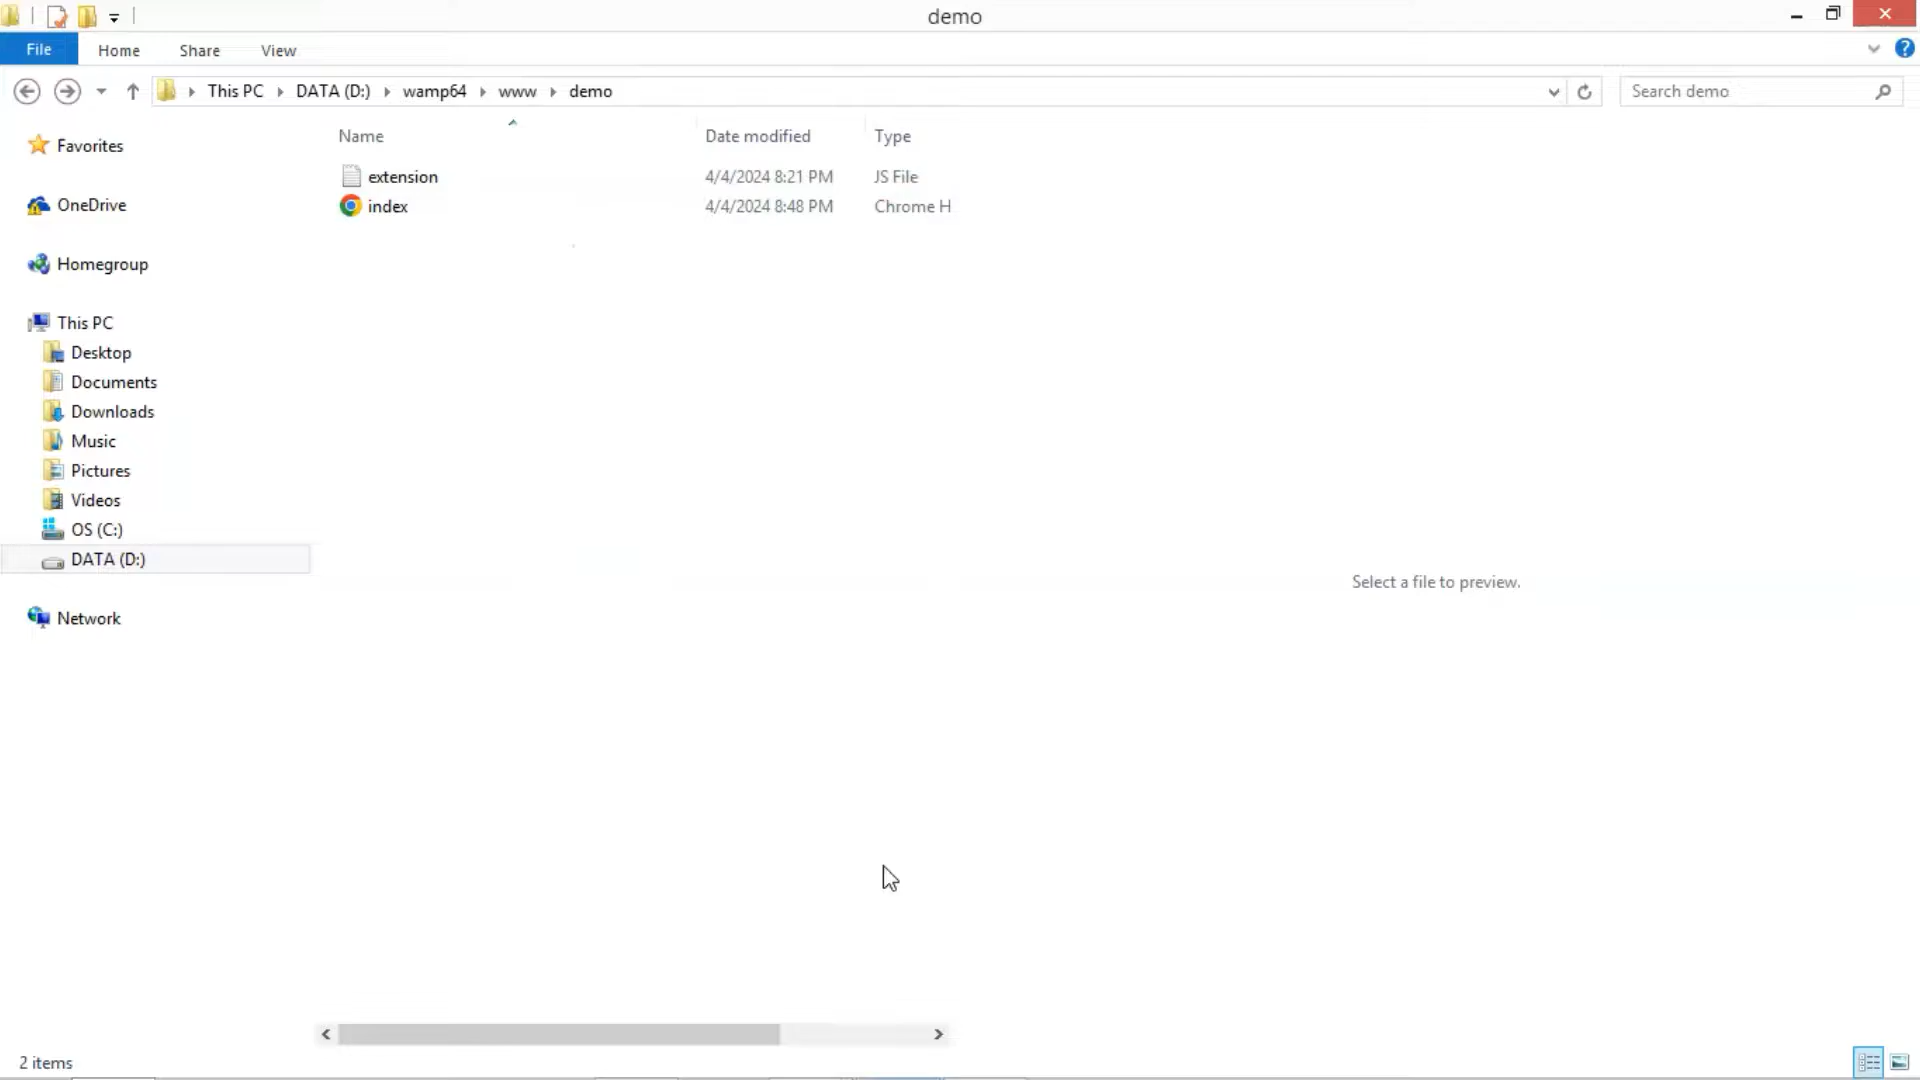 demo
File Home Share View
This PC DATA (D:) wamp64 www demo
Search demo
Name Date modified Type
extension 4/4/2024 8:21 PM JS File
index 4/4/2024 8:48 PM Chrome H
Favorites
OneDrive
Homegroup
This PC
Desktop
Documents
Downloads
Music
Pictures
Videos
OS (C:)
DATA (D:)
Network
Select a file to preview.
2 items